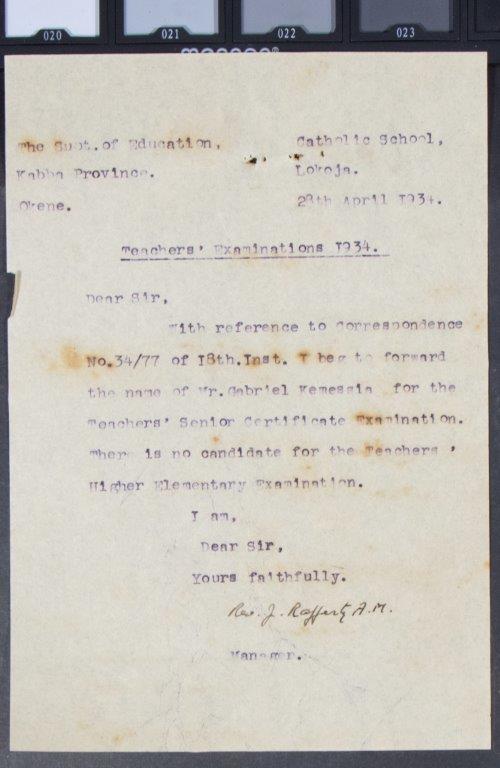 020 021 022 023
The Supt. of Education,
Kabba Province.
Okene.
Catholic School,
Lokoja.
28th April 1934.
Teachers' Examinations 1934.
Dear Sir,
With reference to Correspondence
No.34/77 of 18th.Inst. I beg to forward
the name of Mr.Gabriel Kemessia for the
Teachers' Senior Certificate Examination.
There is no candidate for the Teachers'
Higher Elementary Examination.
I am,
Dear Sir,
Yours faithfully.
Rev. J. Rafferty A.M.
Manager.